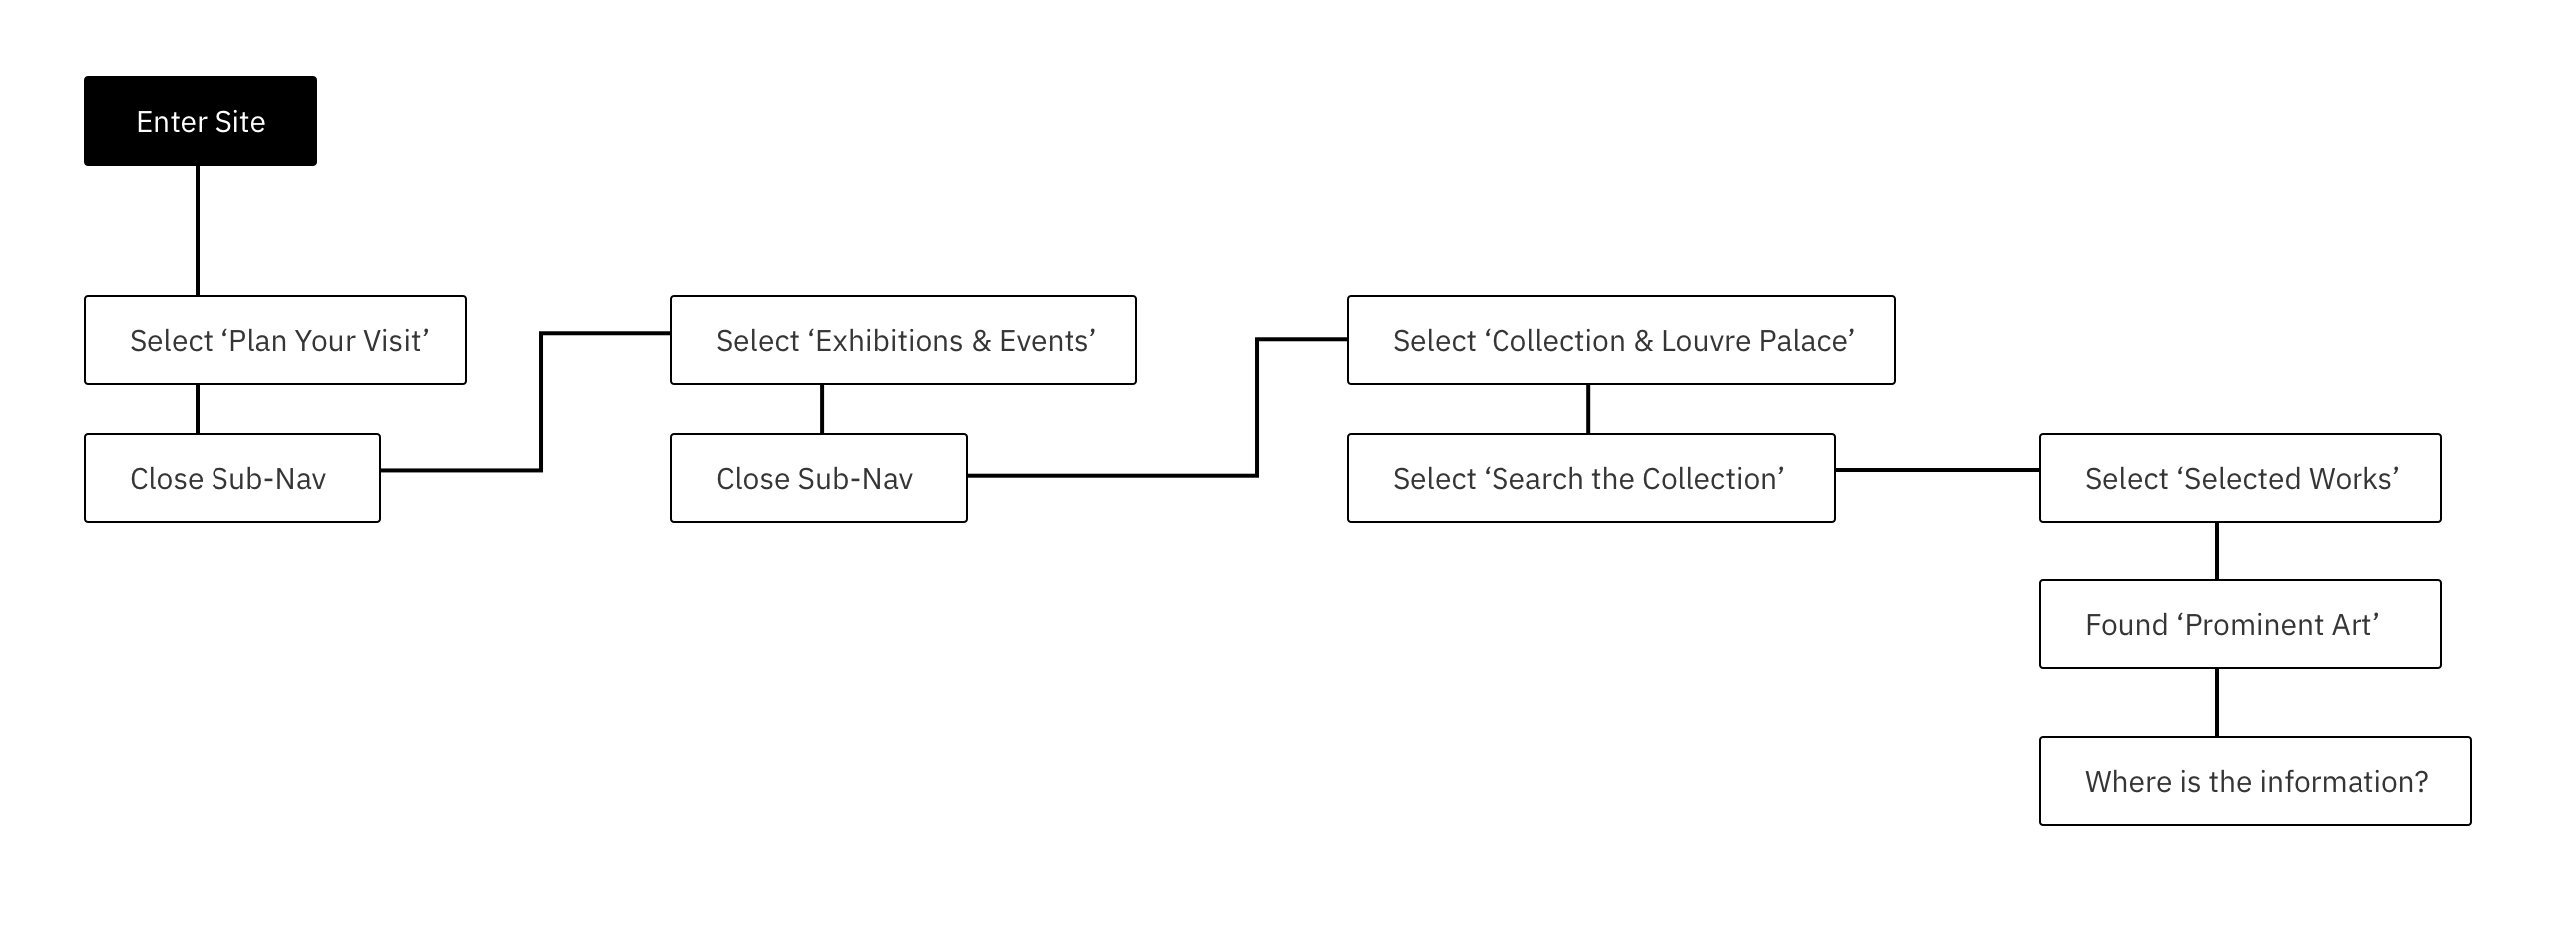 Enter Site
Select ‘Plan Your Visit’
Close Sub-Nav
Select ‘Exhibitions & Events’
Close Sub-Nav
Select ‘Collection & Louvre Palace’
Select ‘Search the Collection’
Select ‘Selected Works’
Found ‘Prominent Art’
Where is the information?